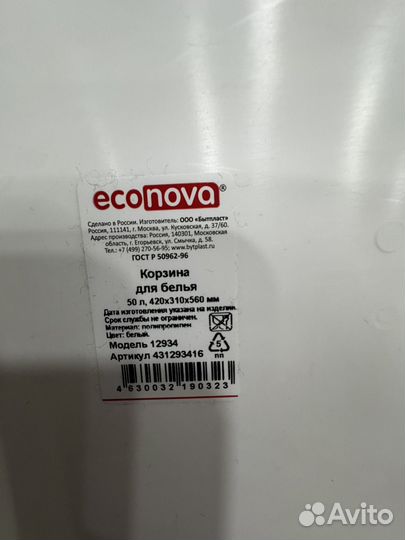 econova®
Сделано в России. Изготовитель: ООО «Бытпласт»
Россия, 111141, г. Москва, ул. Кусковская, д. 37/60.
Адрес производства: Россия, 140301, Московская
область, г. Егорьевск, ул. Смычка, д. 58.
Тел.: +7 (499) 270-56-95; www.bytplast.ru
ГОСТ Р 50962-96
Корзина
для белья
50 л, 420х310х560 мм
Дата изготовления указана на изделии.
Срок службы не ограничен.
Материал: полипропилен
Цвет: белый.
Модель 12934
Артикул 431293416
5
ПП
4 630032 190323
Avito